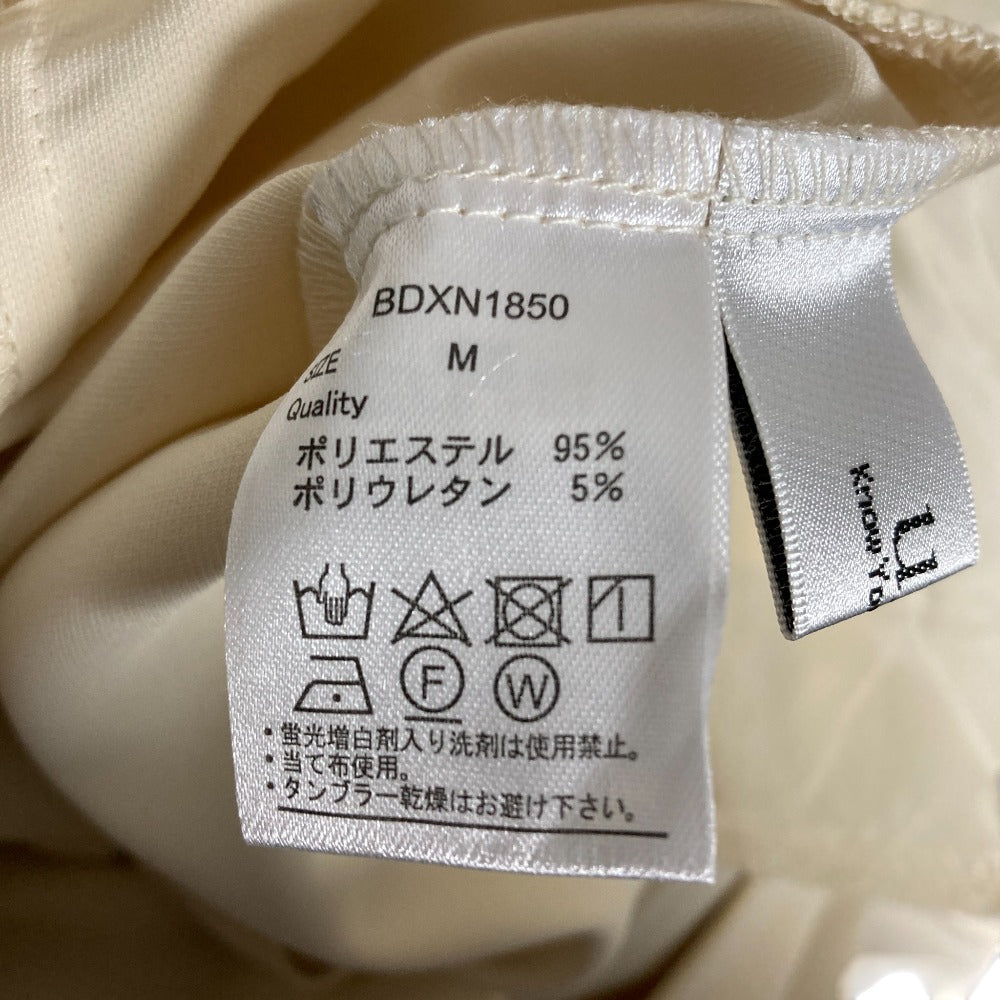 BDXN1850
SIZE M
Quality
ポリエステル 95%
ポリウレタン 5%
F W
・蛍光増白剤入り洗剤は使用禁止。
・当て布使用。
・タンブラー乾燥はお避け下さい。
Know